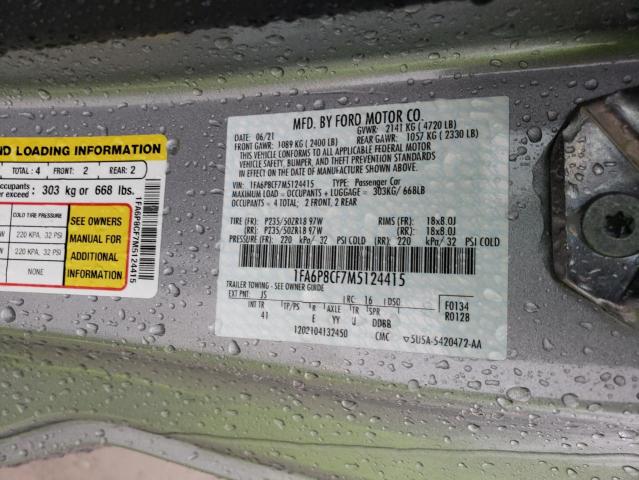 ND LOADING INFORMATION
TOTAL : 4 FRONT : 2 REAR : 2
303 kg or 668 lbs.
COLD TIRE PRESSURE
220 KPA, 32 PSI
220 KPA, 32 PSI
NONE
SEE OWNERS
MANUAL FOR
ADDITIONAL
INFORMATION
1FA6P8CF7M5124415
MFD. BY FORD MOTOR CO.
DATE: 06/21 GVWR: 2141 KG ( 4720 LB)
FRONT GAWR: 1089 KG ( 2400 LB) REAR GAWR: 1057 KG ( 2330 LB)
THIS VEHICLE CONFORMS TO ALL APPLICABLE FEDERAL MOTOR VEHICLE
SAFETY, BUMPER, AND THEFT PREVENTION STANDARDS IN EFFECT ON THE DATE OF
MANUFACTURE SHOWN ABOVE.
VIN: 1FA6P8CF7M5124415 TYPE: Passenger Car
MAXIMUM LOAD = OCCUPANTS + LUGGAGE = 303KG/ 668LB
OCCUPANTS = 4 TOTAL; 2 FRONT, 2 REAR
TIRE (F): P235/50ZR18 97W RIMS (F): 18x8.0J
TIRE (R): P235/50ZR18 97W (R): 18x8.0J
PRESSURE (F): 220 kPa/ 32 PSI COLD (R): 220 kPa/ 32 PSI COLD
1FA6P8CF7M5124415
TRAILER TOWING - SEE OWNER GUIDE
EXT PNT: JS RC: 16 DSO: F0134
INT TR TP/PS R AXLE TR SPR R0128
41 E YY U DDBB
1202104132450 CMC 5U5A-5420472-AA